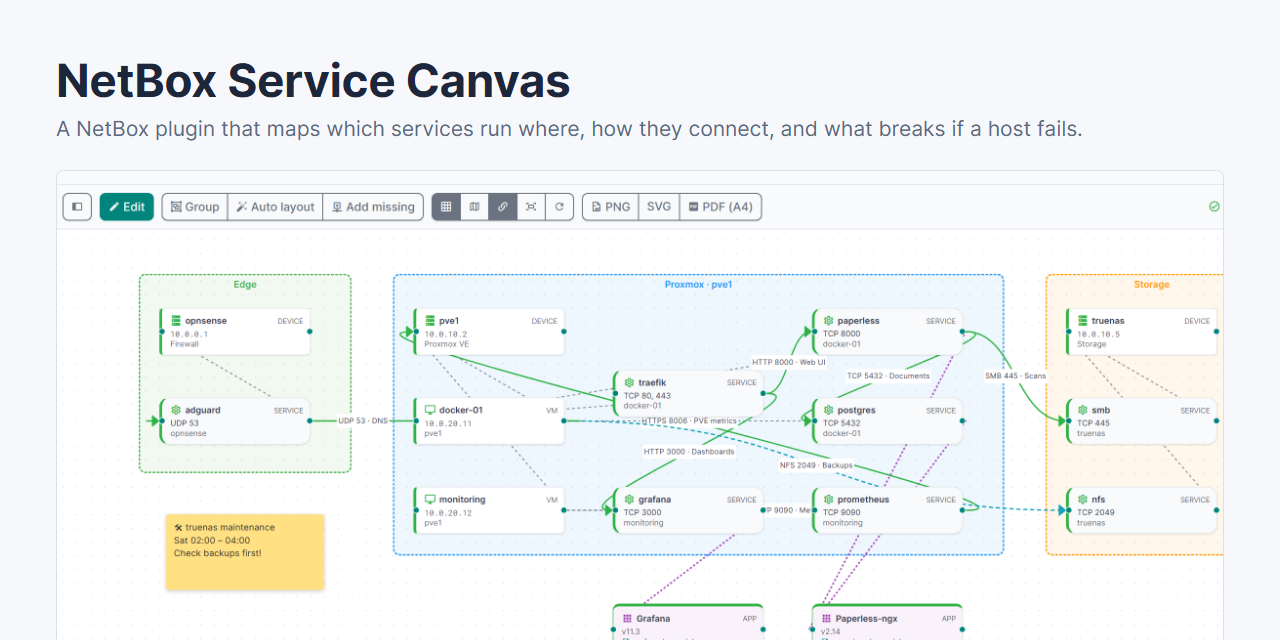 NetBox Service Canvas
A NetBox plugin that maps which services run where, how they connect, and what breaks if a host fails.
Edit
Group
Auto layout
Add missing
PNG
SVG
PDF (A4)
Edge
opnsense
DEVICE
10.0.0.1
Firewall
adguard
SERVICE
UDP 53
opnsense
UDP 53 · DNS
🛠 truenas maintenance
Sat 02:00 – 04:00
Check backups first!
Proxmox · pve1
pve1
DEVICE
10.0.10.2
Proxmox VE
docker-01
VM
10.0.20.11
pve1
monitoring
VM
10.0.20.12
pve1
traefik
SERVICE
TCP 80, 443
docker-01
HTTPS 8006 · PVE metrics
HTTP 3000 · Dashboards
HTTP 8000 · Web UI
TCP 5432 · Documents
NFS 2049 · Backups
grafana
SERVICE
TCP 3000
monitoring
P 9090 · Me
paperless
SERVICE
TCP 8000
docker-01
postgres
SERVICE
TCP 5432
docker-01
prometheus
SERVICE
TCP 9090
monitoring
SMB 445 · Scans
Storage
truenas
DEVICE
10.0.10.5
Storage
smb
SERVICE
TCP 445
truenas
nfs
SERVICE
TCP 2049
truenas
Grafana
APP
v11.3
Paperless-ngx
APP
v2.14